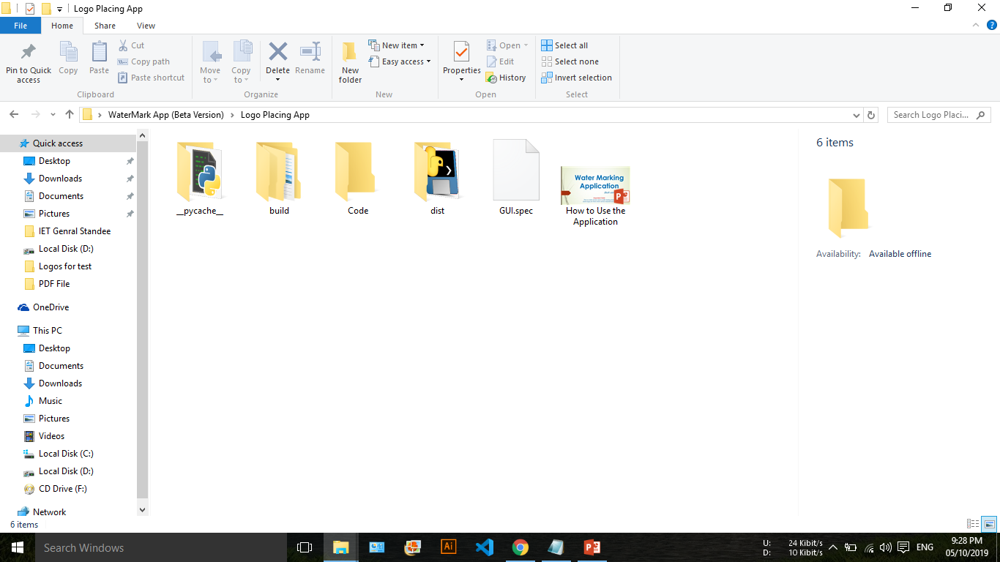 Logo Placing App
File Home Share View
Pin to Quick access
Copy
Paste
Cut
Copy path
Paste shortcut
Clipboard
Move to
Copy to
Delete
Rename
Organize
New folder
New item
Easy access
New
Properties
Open
Edit
History
Open
Select all
Select none
Invert selection
Select
WaterMark App (Beta Version) › Logo Placing App
Search Logo Placi...
Quick access
Desktop
Downloads
Documents
Pictures
IET Genral Standee
Local Disk (D:)
Logos for test
PDF File
OneDrive
This PC
Desktop
Documents
Downloads
Music
Pictures
Videos
Local Disk (C:)
Local Disk (D:)
CD Drive (F:)
Network
__pycache__
build
Code
dist
GUI.spec
Water Marking
Application
How to Use the
Application
6 items
Availability: Available offline
6 items
Search Windows
Ai
U: 24 Kibit/s
D: 10 Kibit/s
ENG
9:28 PM
05/10/2019